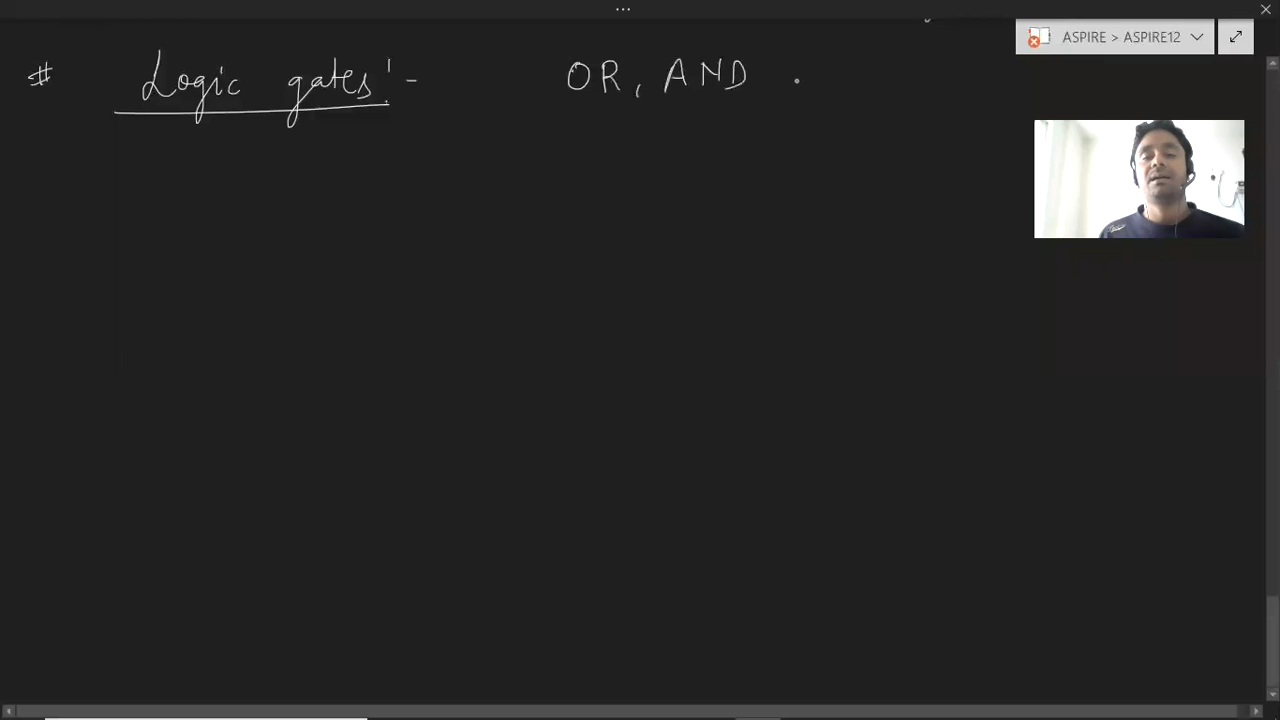 ASPIRE > ASPIRE12
# Logic gates:- OR, AND .